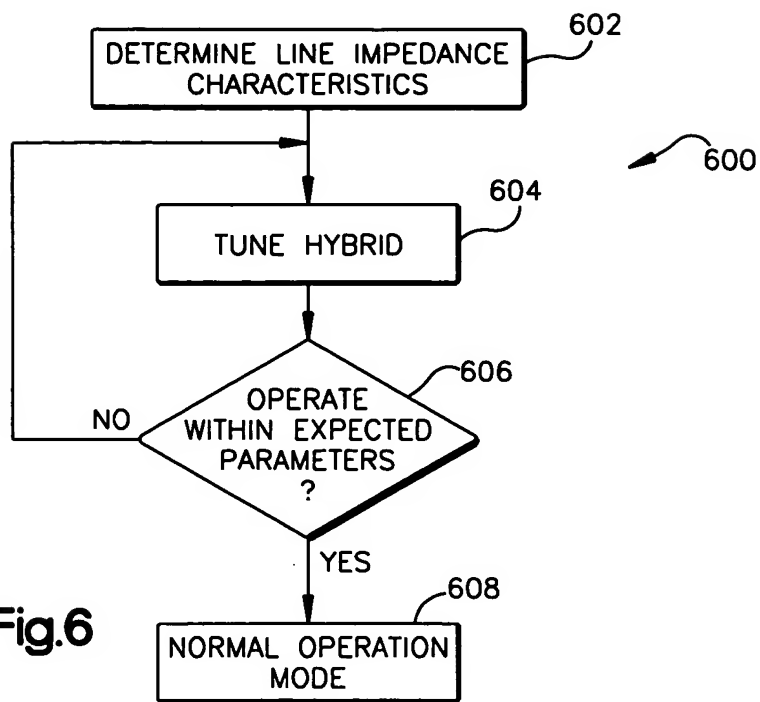 602
DETERMINE LINE IMPEDANCE
CHARACTERISTICS
600
604
TUNE HYBRID
606
OPERATE
WITHIN EXPECTED
PARAMETERS
?
NO
YES
608
Fig.6
NORMAL OPERATION
MODE